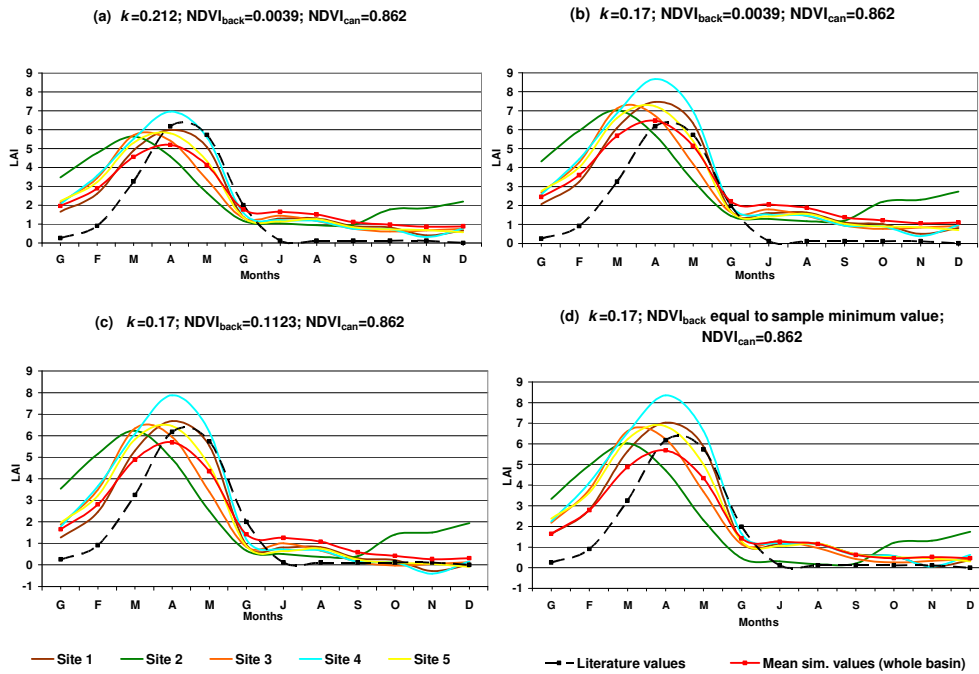 (a) k=0.212; NDVIback=0.0039; NDVIcan=0.862
LAI
9
8
7
6
5
4
3
2
1
0
G F M A M G J A S O N D
Months
(b) k=0.17; NDVIback=0.0039; NDVIcan=0.862
LAI
9
8
7
6
5
4
3
2
1
0
G F M A M G J A S O N D
Months
(c) k=0.17; NDVIback=0.1123; NDVIcan=0.862
LAI
9
8
7
6
5
4
3
2
1
0
-1
G F M A M G J A S O N D
Months
(d) k=0.17; NDVIback equal to sample minimum value;
NDVIcan=0.862
LAI
9
8
7
6
5
4
3
2
1
0
-1
G F M A M G J A S O N D
Months
Site 1 Site 2 Site 3 Site 4 Site 5 Literature values Mean sim. values (whole basin)